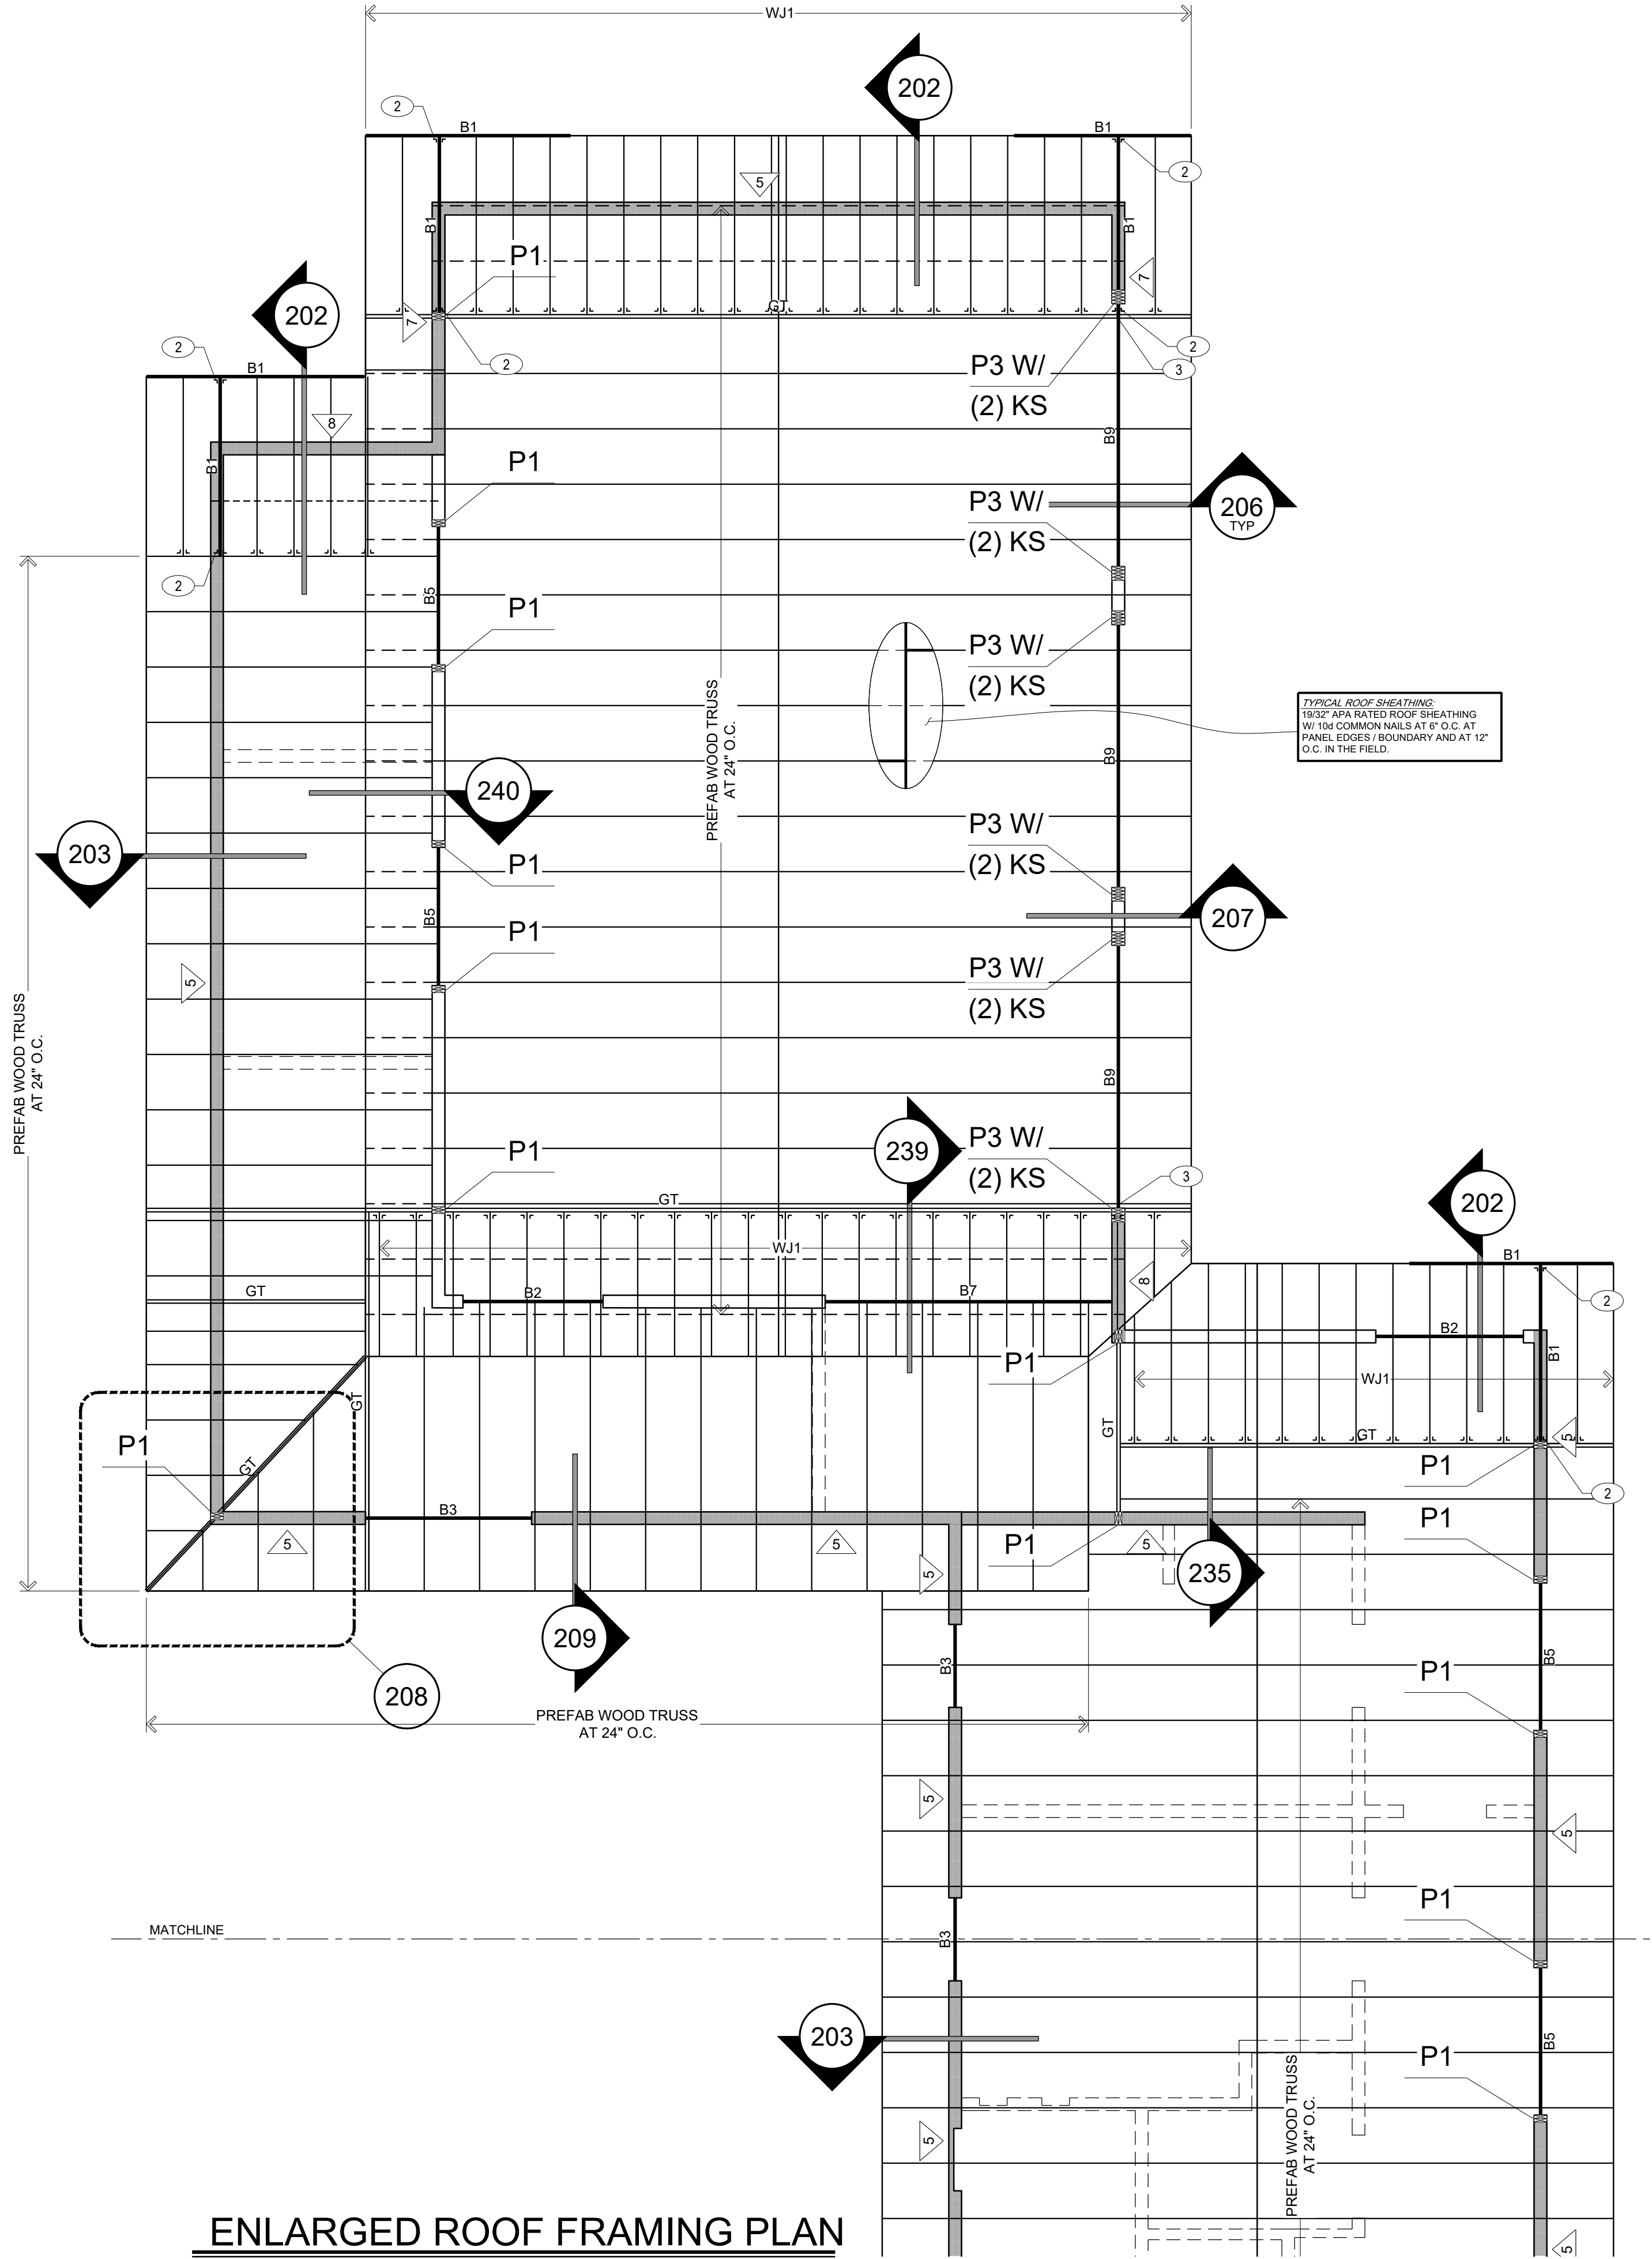 WJ1
202
2
B1
B1
2
5
B1
B1
P1
7
GT
202
7
2
2
2
3
P3 W/
(2) KS
B1
8
B9
B1
P1
P3 W/
(2) KS
206
TYP
2
B5
P1
P3 W/
(2) KS
PREFAB WOOD TRUSS
AT 24" O.C.
TYPICAL ROOF SHEATHING:
19/32" APA RATED ROOF SHEATHING
W/ 10d COMMON NAILS AT 6" O.C. AT
PANEL EDGES / BOUNDARY AND AT 12"
O.C. IN THE FIELD.
B9
240
203
P1
P3 W/
(2) KS
B5
P1
207
5
P3 W/
(2) KS
PREFAB WOOD TRUSS
AT 24" O.C.
B9
239
P3 W/
(2) KS
P1
3
GT
202
WJ1
B1
8
GT
B2
B7
2
B2
P1
B1
WJ1
GT
GT
GT
5
P1
GT
P1
2
B3
P1
5
5
P1
5
5
235
209
B3
B5
P1
208
PREFAB WOOD TRUSS
AT 24" O.C.
5
5
P1
MATCHLINE
B3
203
B5
P1
PREFAB WOOD TRUSS
AT 24" O.C.
5
5
ENLARGED ROOF FRAMING PLAN